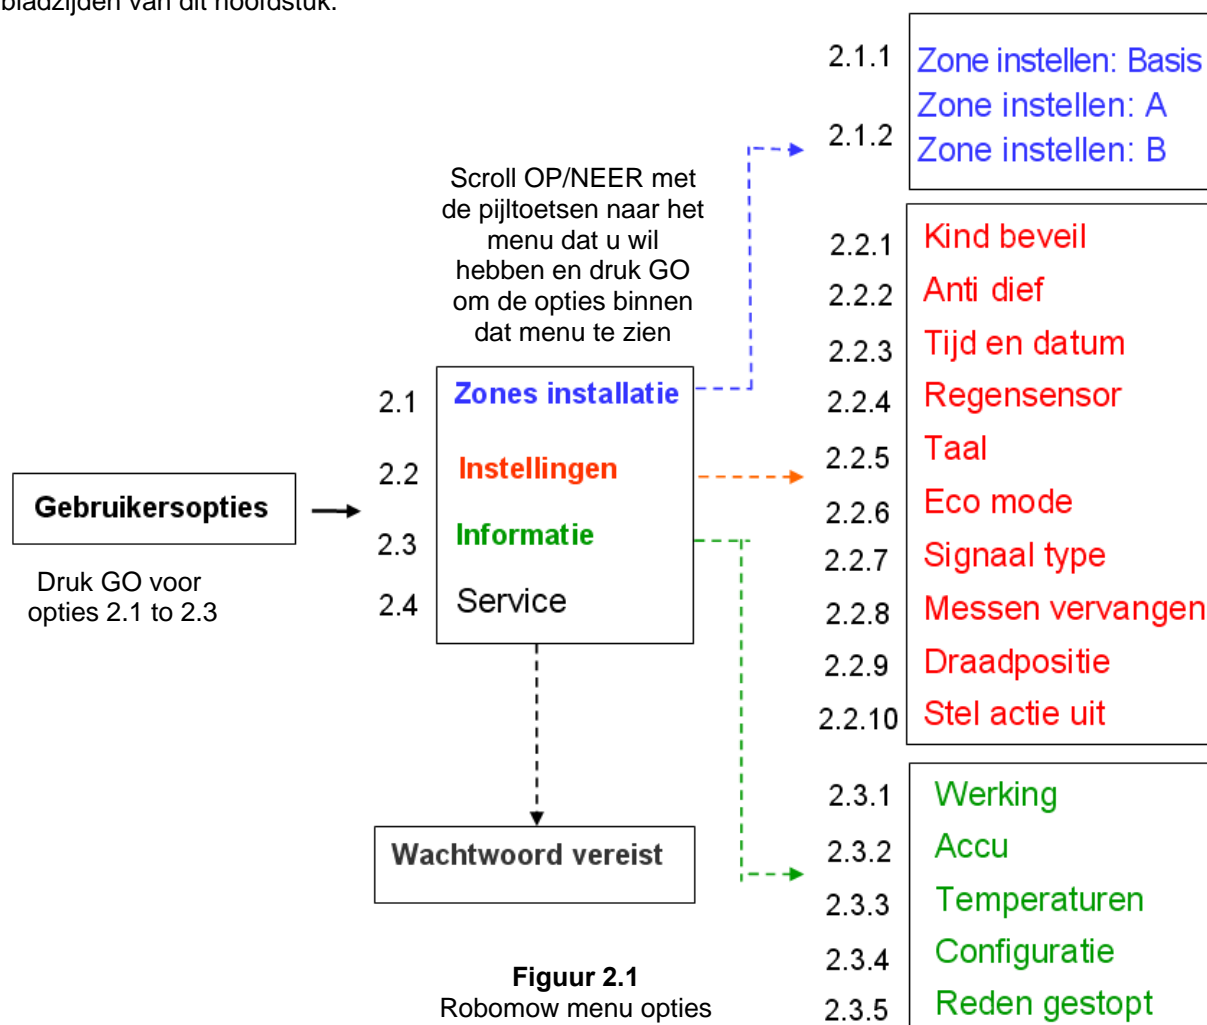 bladzijden van dit hoofdstuk.
2.1.1 Zone instellen: Basis
Zone instellen: A
2.1.2 Zone instellen: B
Scroll OP/NEER met
de pijltoetsen naar het
menu dat u wil
hebben en druk GO
om de opties binnen
dat menu te zien
2.2.1 Kind beveil
2.2.2 Anti dief
2.2.3 Tijd en datum
2.2.4 Regensensor
2.2.5 Taal
2.2.6 Eco mode
2.2.7 Signaal type
2.2.8 Messen vervangen
2.2.9 Draadpositie
2.2.10 Stel actie uit
2.1 Zones installatie
2.2 Instellingen
2.3 Informatie
2.4 Service
Gebruikersopties
Druk GO voor
opties 2.1 to 2.3
Wachtwoord vereist
2.3.1 Werking
2.3.2 Accu
2.3.3 Temperaturen
2.3.4 Configuratie
2.3.5 Reden gestopt
Figuur 2.1
Robomow menu opties